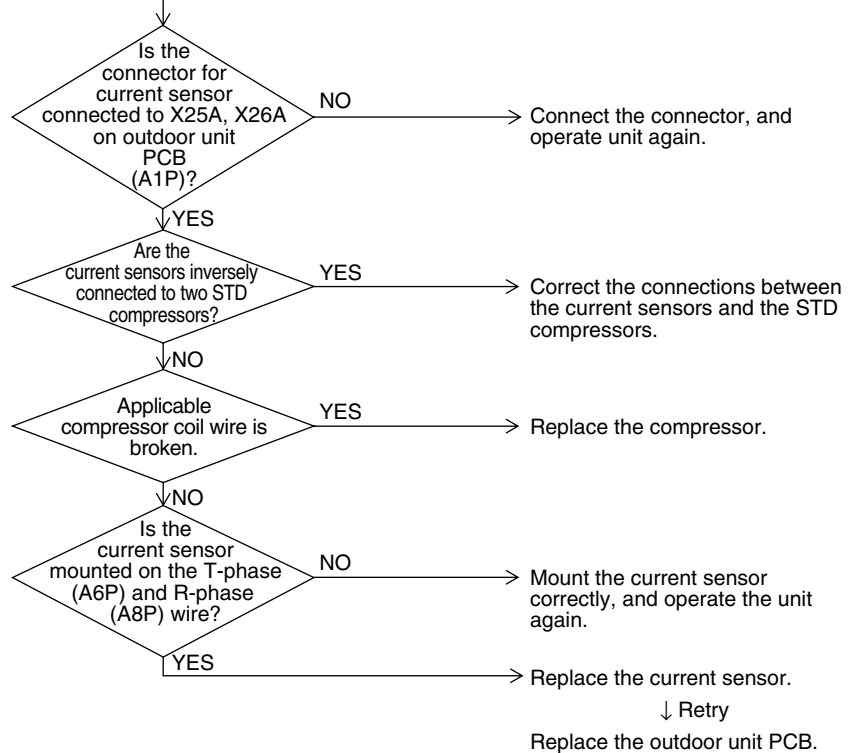 Is the
connector for
current sensor
connected to X25A, X26A
on outdoor unit
PCB
(A1P)?
NO
Connect the connector, and
operate unit again.
YES
Are the
current sensors inversely
connected to two STD
compressors?
YES
Correct the connections between
the current sensors and the STD
compressors.
NO
Applicable
compressor coil wire is
broken.
YES
Replace the compressor.
NO
Is the
current sensor
mounted on the T-phase
(A6P) and R-phase
(A8P) wire?
NO
Mount the current sensor
correctly, and operate the unit
again.
YES
Replace the current sensor.
↓ Retry
Replace the outdoor unit PCB.